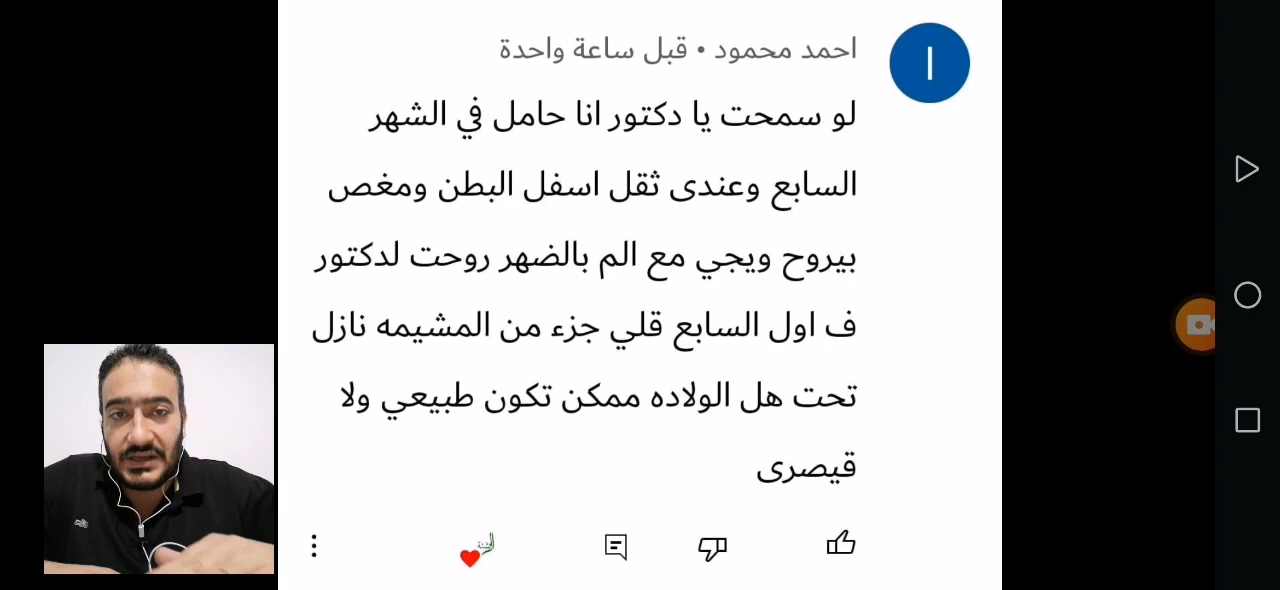 احمد محمود • قبل ساعة واحدة
لو سمحت يا دكتور انا حامل في الشهر
السابع وعندى ثقل اسفل البطن ومغص
بيروح ويجي مع الم بالضهر روحت لدكتور
ف اول السابع قلي جزء من المشيمه نازل
تحت هل الولاده ممكن تكون طبيعي ولا
قيصرى